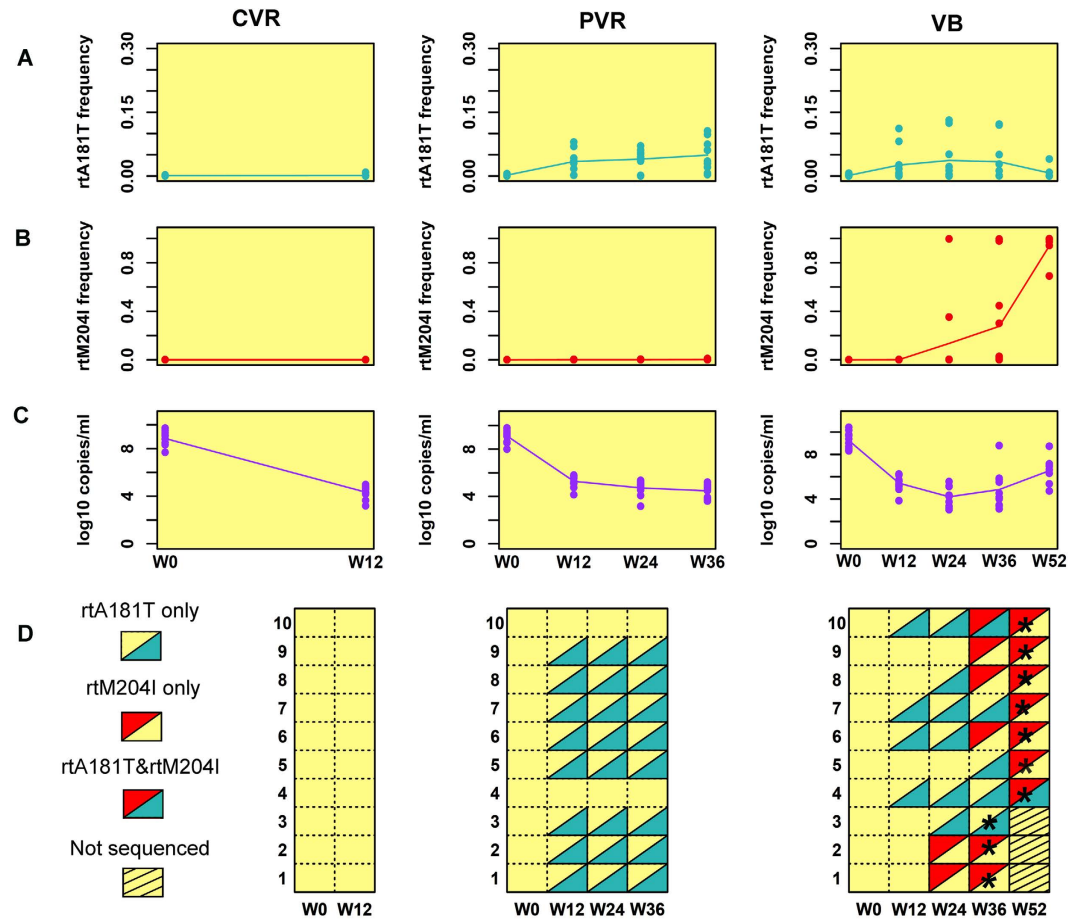 CVR PVR VB
A
rtA181T frequency
0.00 0.15 0.30
rtA181T frequency
0.00 0.15 0.30
rtA181T frequency
0.00 0.15 0.30
B
rtM204I frequency
0.0 0.4 0.8
rtM204I frequency
0.0 0.4 0.8
rtM204I frequency
0.0 0.4 0.8
C
log10 copies/ml
0 4 8
W0 W12
log10 copies/ml
0 4 8
W0 W12 W24 W36
log10 copies/ml
0 4 8
W0 W12 W24 W36 W52
D
rtA181T only
rtM204I only
rtA181T&rtM204I
Not sequenced
10
9
8
7
6
5
4
3
2
1
W0 W12
10
9
8
7
6
5
4
3
2
1
W0 W12 W24 W36
10
*
9
*
8
*
7
*
6
*
5
*
4
*
3
*
2
*
1
*
W0 W12 W24 W36 W52